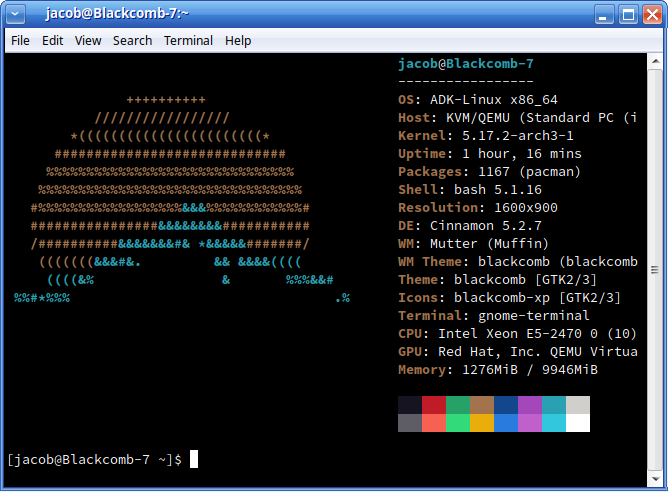 jacob@Blackcomb-7:~
File Edit View Search Terminal Help
jacob@Blackcomb-7
-----------------
++++++++++
/////////////////
*(((((((((((((((((((((((*
#############################
%%%%%%%%%%%%%%%%%%%%%%%%%%%%%%%
%%%%%%%%%%%%%%%%%%%%%%%%%%%%%%%%%
#%%%%%%%%%%%%%%%%%%&&&%%%%%%%%%%%%#
################&&&&&&&&###########
/##########&&&&&&&#& *&&&&&#######/
(((((((&&&#&. && &&&&((((
((((&% & %%%&&#
%%#*%%% .%
OS: ADK-Linux x86_64
Host: KVM/QEMU (Standard PC (i
Kernel: 5.17.2-arch3-1
Uptime: 1 hour, 16 mins
Packages: 1167 (pacman)
Shell: bash 5.1.16
Resolution: 1600x900
DE: Cinnamon 5.2.7
WM: Mutter (Muffin)
WM Theme: blackcomb (blackcomb
Theme: blackcomb [GTK2/3]
Icons: blackcomb-xp [GTK2/3]
Terminal: gnome-terminal
CPU: Intel Xeon E5-2470 0 (10)
GPU: Red Hat, Inc. QEMU Virtua
Memory: 1276MiB / 9946MiB
[jacob@Blackcomb-7 ~]$